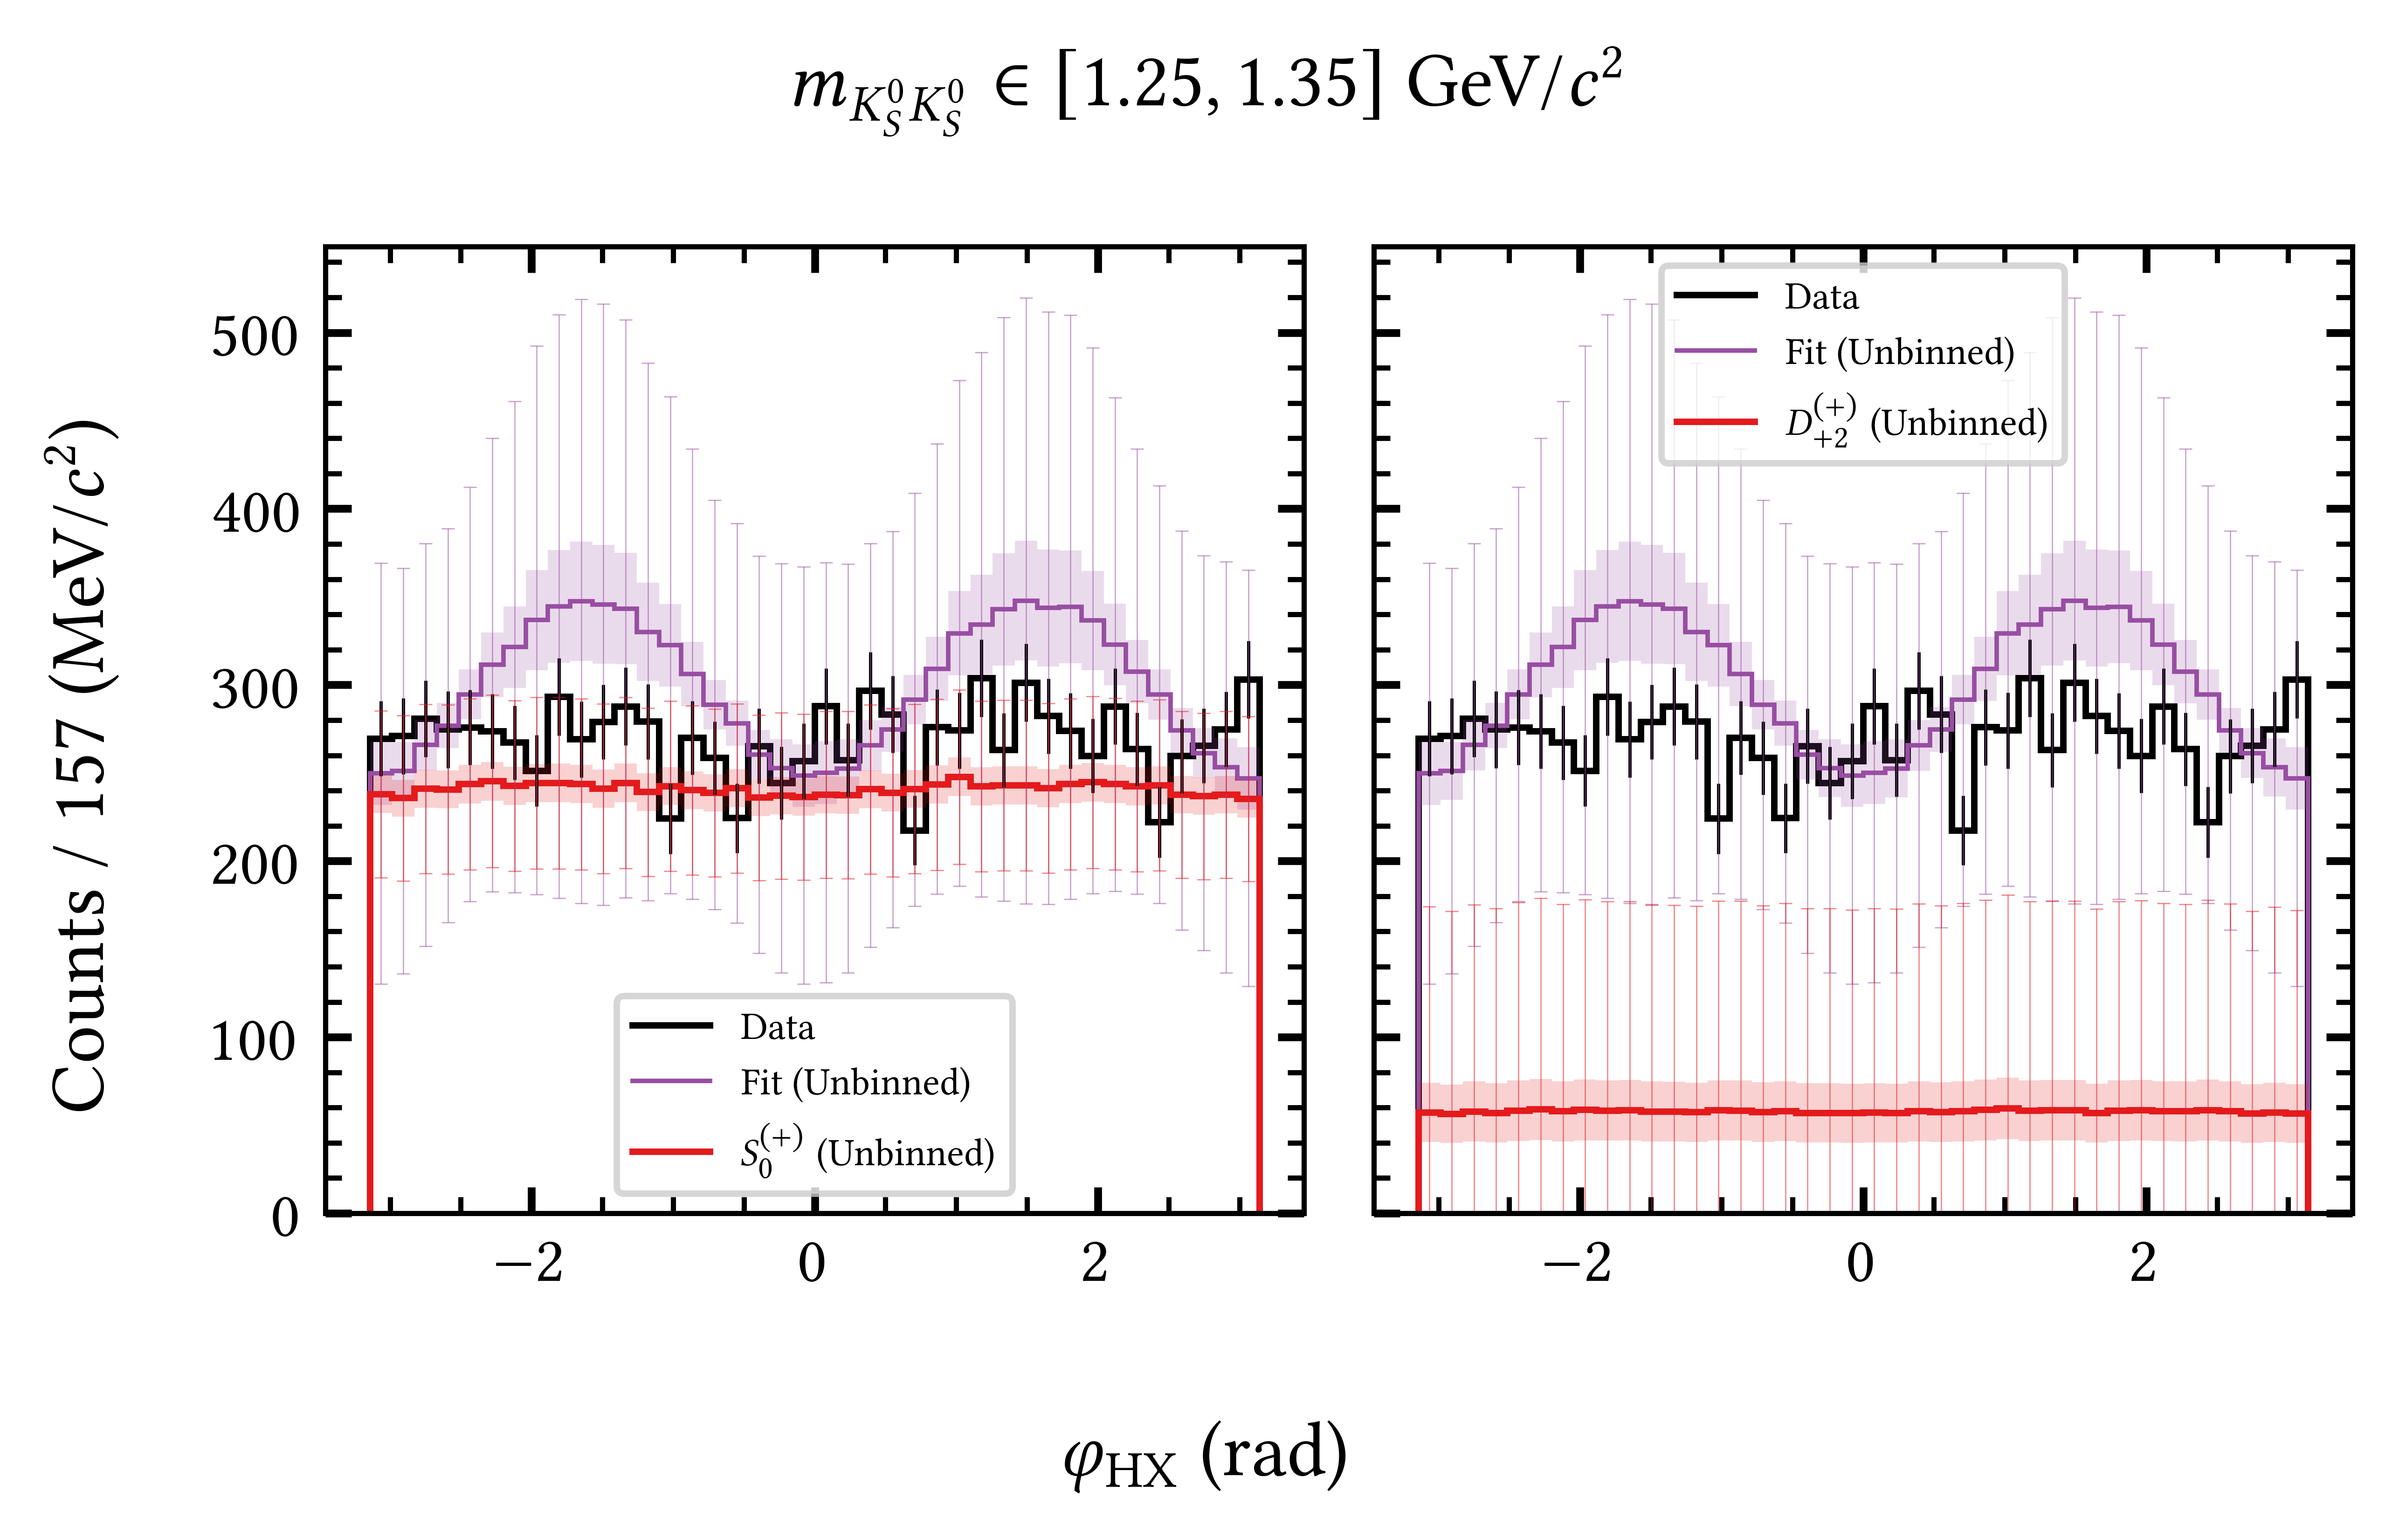 m_{K_S^0 K_S^0} ∈ [1.25, 1.35] GeV/c²
Counts / 157 (MeV/c²)
500
400
300
200
100
0
Data
Fit (Unbinned)
S_0^{(+)} (Unbinned)
−2 0 2
Data
Fit (Unbinned)
D_{+2}^{(+)} (Unbinned)
−2 0 2
φ_{HX} (rad)